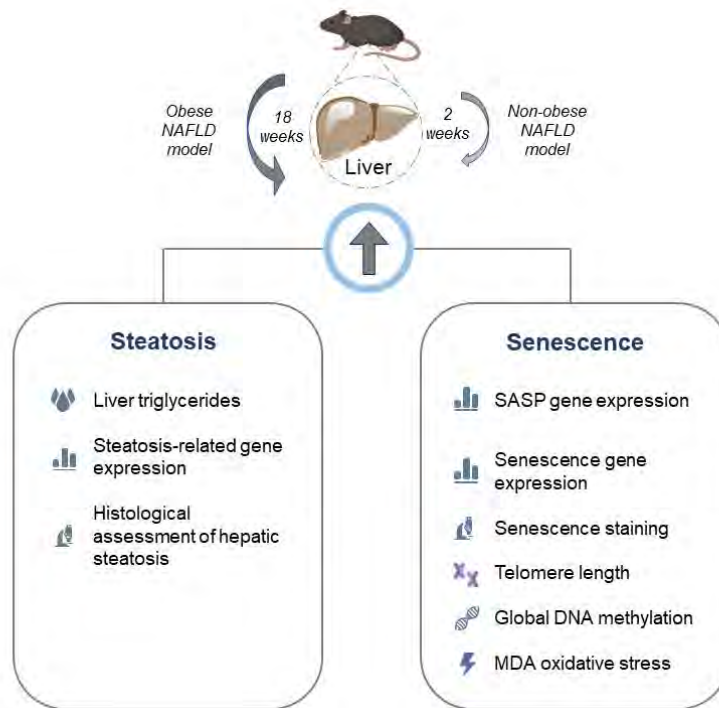 Obese
NAFLD
model
18
weeks
Liver
2
weeks
Non-obese
NAFLD
model
Steatosis
Liver triglycerides
Steatosis-related gene
expression
Histological
assessment of hepatic
steatosis
Senescence
SASP gene expression
Senescence gene
expression
Senescence staining
Telomere length
Global DNA methylation
MDA oxidative stress